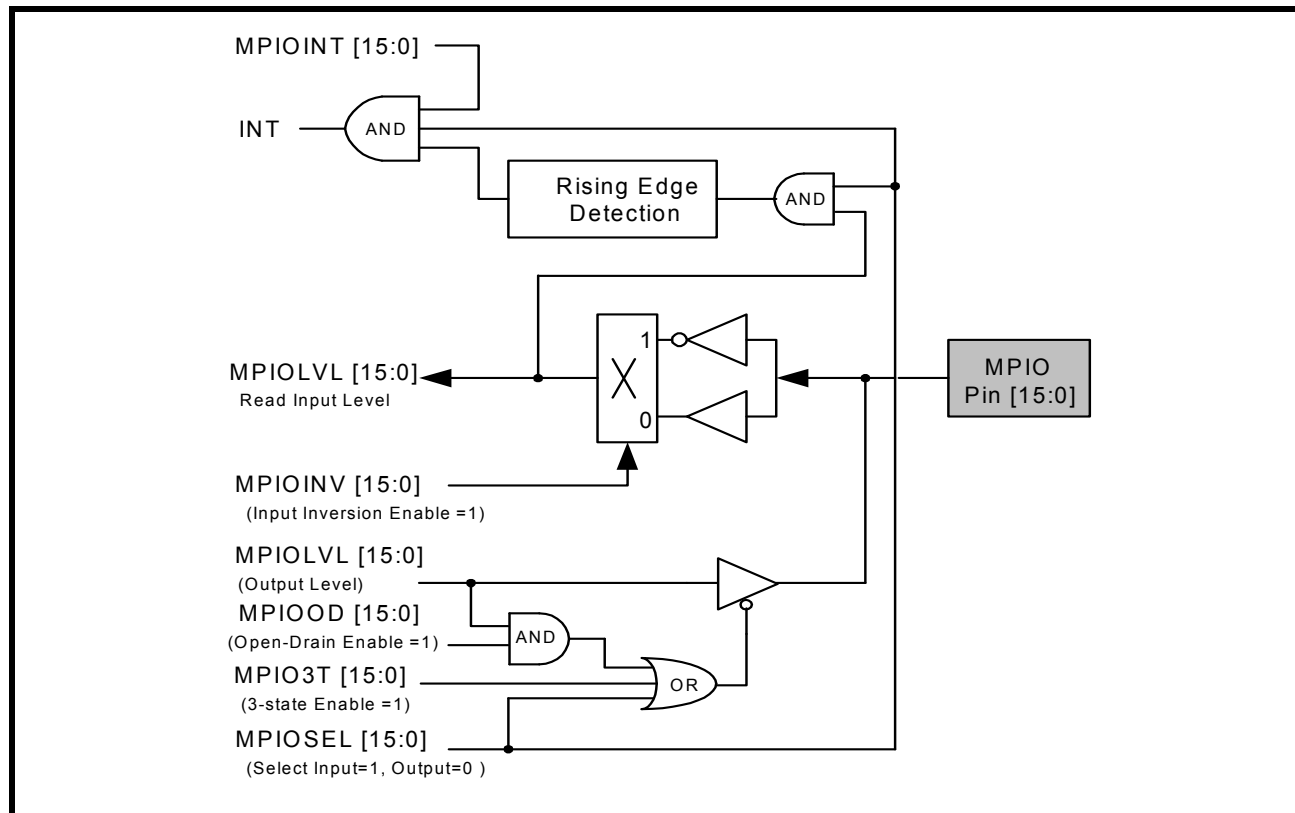 MPIOINT [15:0]
INT
AND
Rising Edge
Detection
AND
MPIOLVL [15:0]
Read Input Level
1
0
MPIO
Pin [15:0]
MPIOINV [15:0]
(Input Inversion Enable =1)
MPIOLVL [15:0]
(Output Level)
MPIOOD [15:0]
(Open-Drain Enable =1)
AND
MPIO3T [15:0]
(3-state Enable =1)
OR
MPIOSEL [15:0]
(Select Input=1, Output=0 )